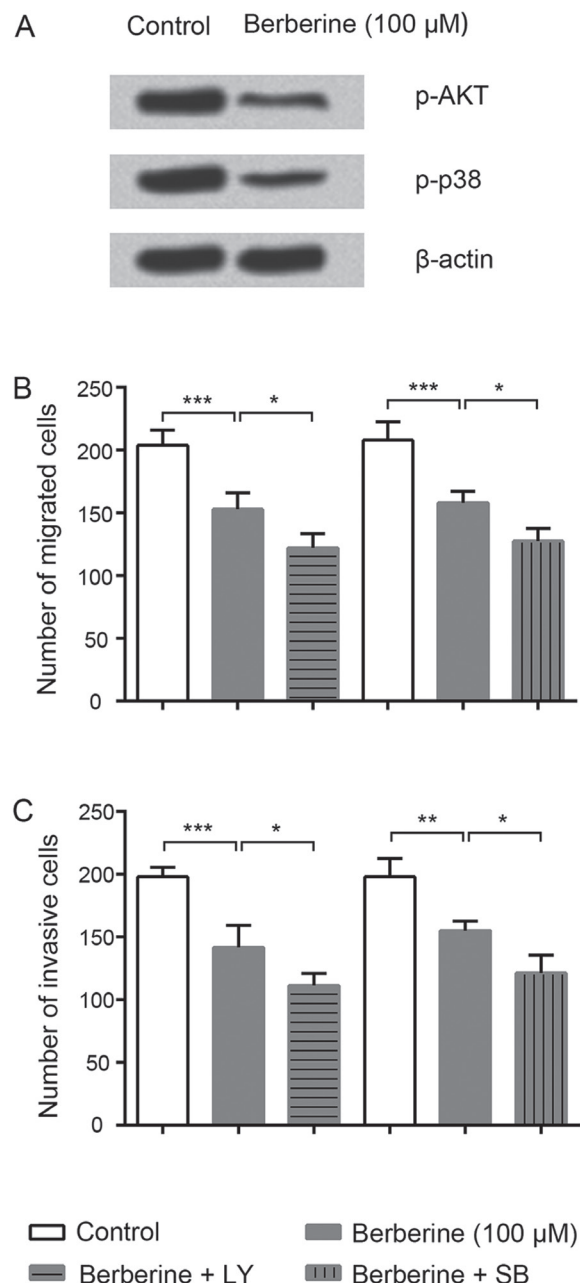 A
Control Berberine (100 µM)
p-AKT
p-p38
β-actin
B
Number of migrated cells
250
200
150
100
50
0
*** * *** *
C
Number of invasive cells
250
200
150
100
50
0
*** * ** *
Control Berberine (100 µM)
Berberine + LY Berberine + SB